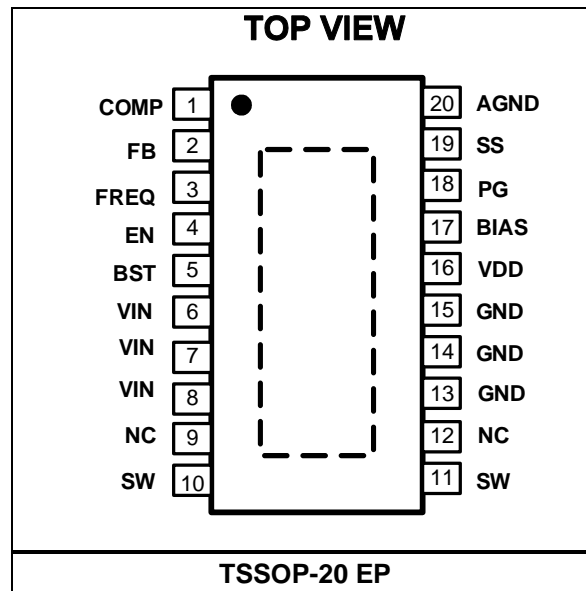 TOP VIEW
COMP 1 20 AGND
FB 2 19 SS
FREQ 3 18 PG
EN 4 17 BIAS
BST 5 16 VDD
VIN 6 15 GND
VIN 7 14 GND
VIN 8 13 GND
NC 9 12 NC
SW 10 11 SW
TSSOP-20 EP